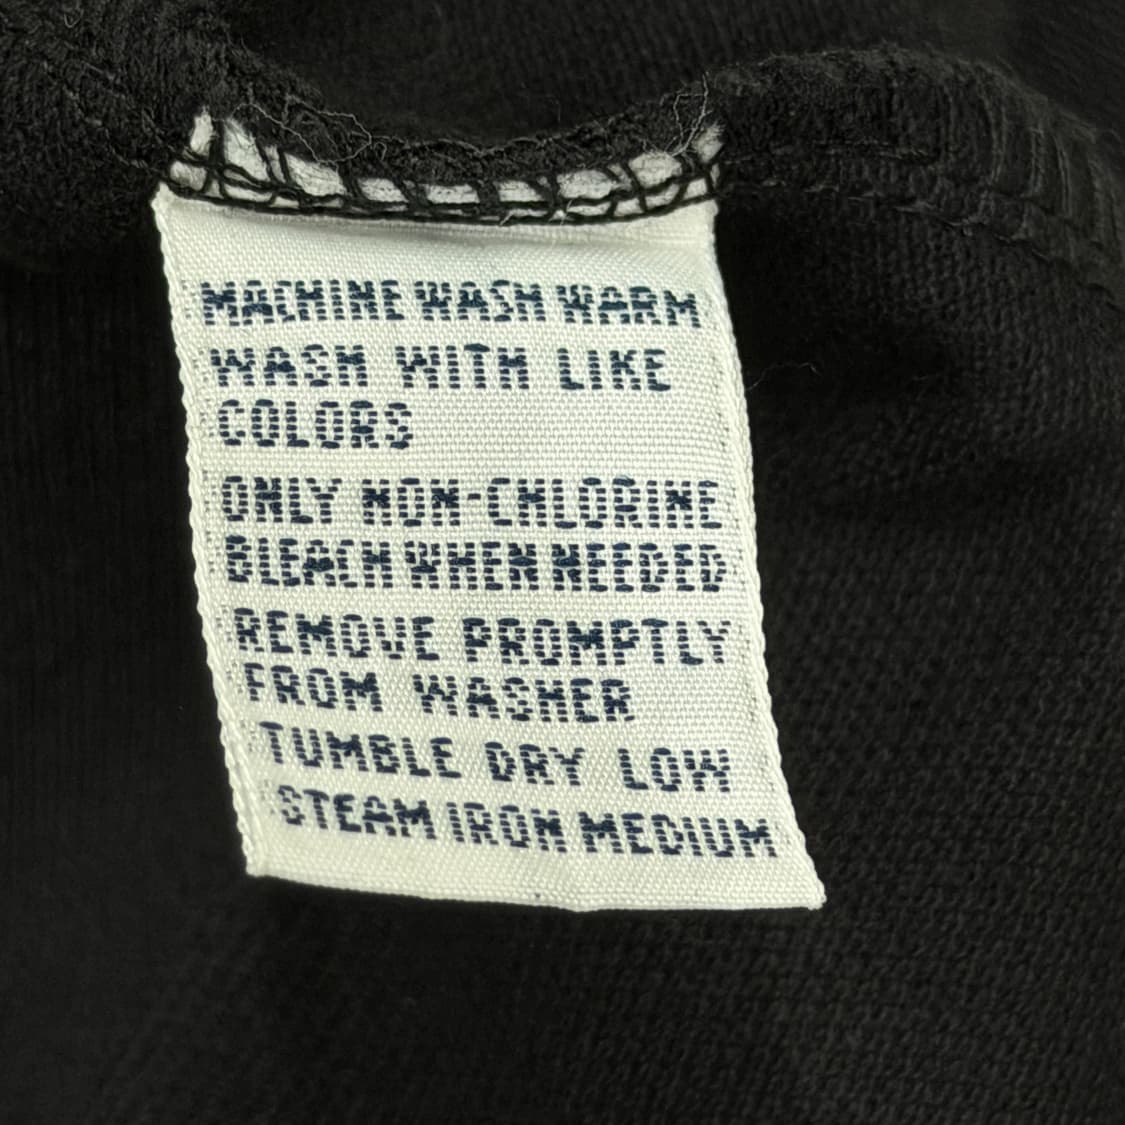 MACHINE WASH WARM
WASH WITH LIKE
COLORS
ONLY NON-CHLORINE
BLEACH WHEN NEEDED
REMOVE PROMPTLY
FROM WASHER
TUMBLE DRY LOW
STEAM IRON MEDIUM